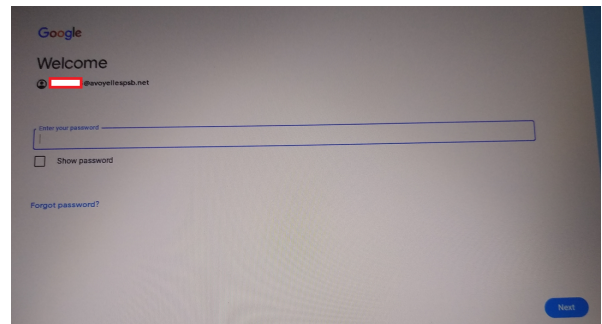 Google
Welcome
@avoyellespsb.net
Enter your password
Show password
Forgot password?
Next